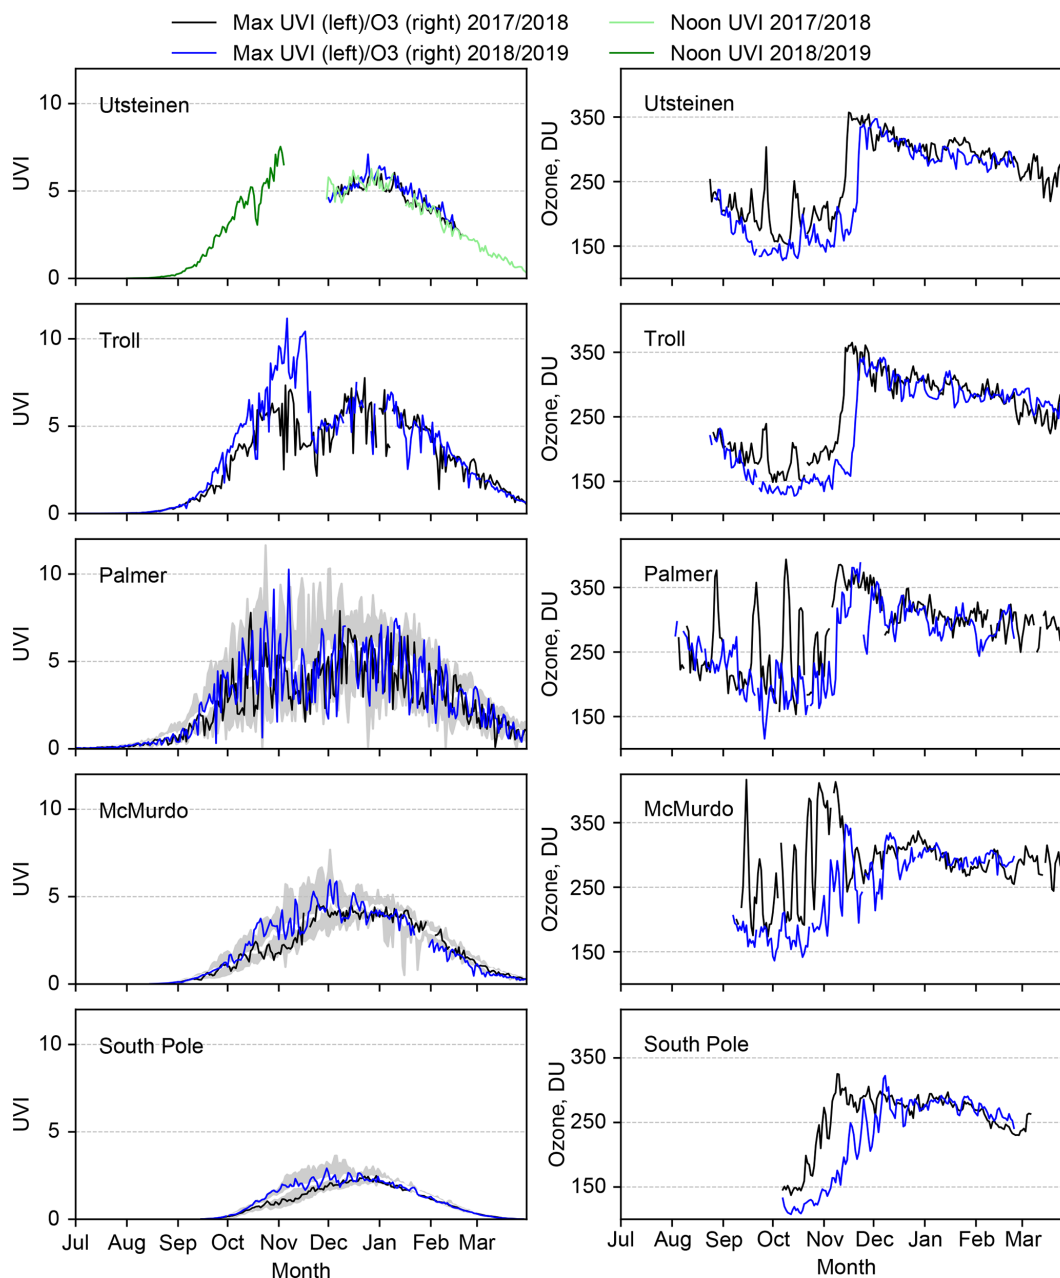 Max UVI (left)/O3 (right) 2017/2018
Noon UVI 2017/2018
Max UVI (left)/O3 (right) 2018/2019
Noon UVI 2018/2019
Utsteinen
UVI
10
5
0
Utsteinen
Ozone, DU
350
250
150
Troll
UVI
10
5
0
Troll
Ozone, DU
350
250
150
Palmer
UVI
10
5
0
Palmer
Ozone, DU
350
250
150
McMurdo
UVI
10
5
0
McMurdo
Ozone, DU
350
250
150
South Pole
UVI
10
5
0
South Pole
Ozone, DU
350
250
150
Jul Aug Sep Oct Nov Dec Jan Feb Mar
Month
Jul Aug Sep Oct Nov Dec Jan Feb Mar
Month